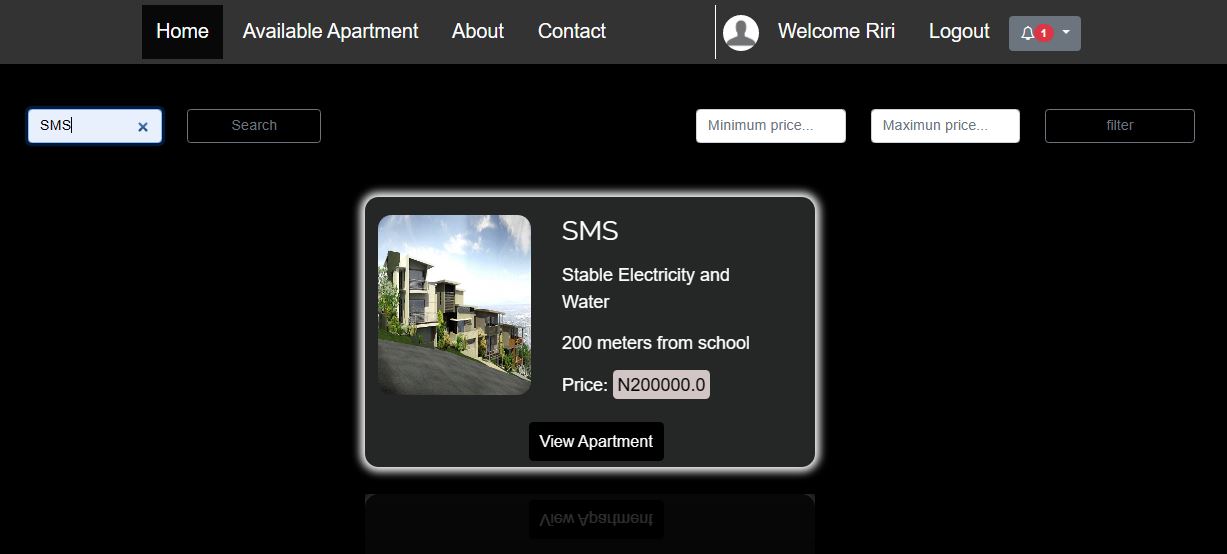 Home Available Apartment About Contact Welcome Riri Logout 1
SMS Search Minimum price... Maximun price... filter
SMS
Stable Electricity and
Water
200 meters from school
Price: N200000.0
View Apartment
View Apartment